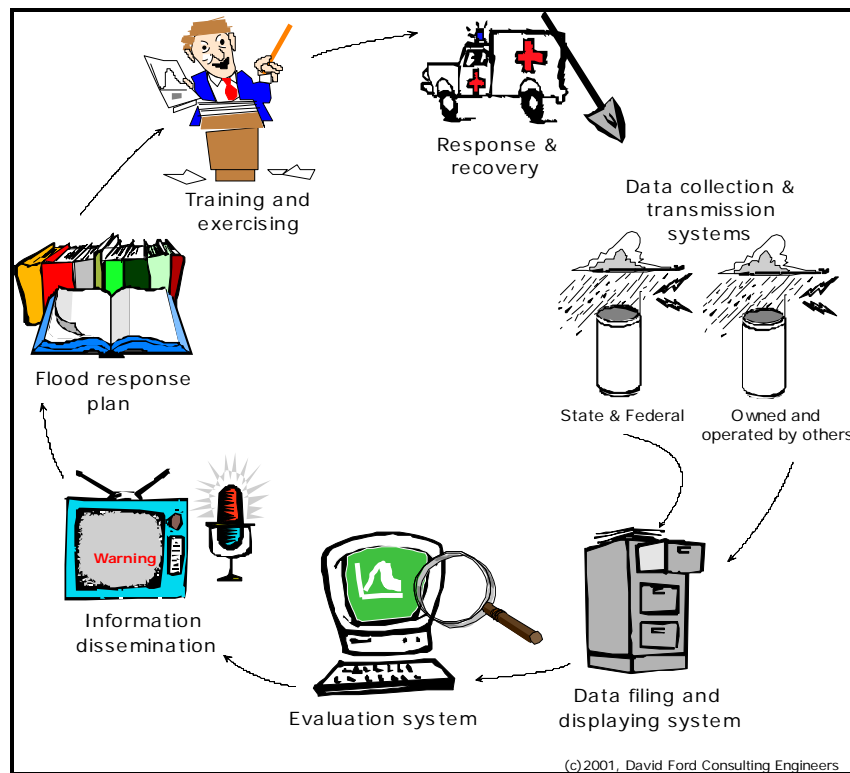 Training and
exercising
Response &
recovery
Data collection &
transmission
systems
State & Federal
Owned and
operated by others
Data filing and
displaying system
Evaluation system
Information
dissemination
Warning
Flood response
plan
(c)2001, David Ford Consulting Engineers